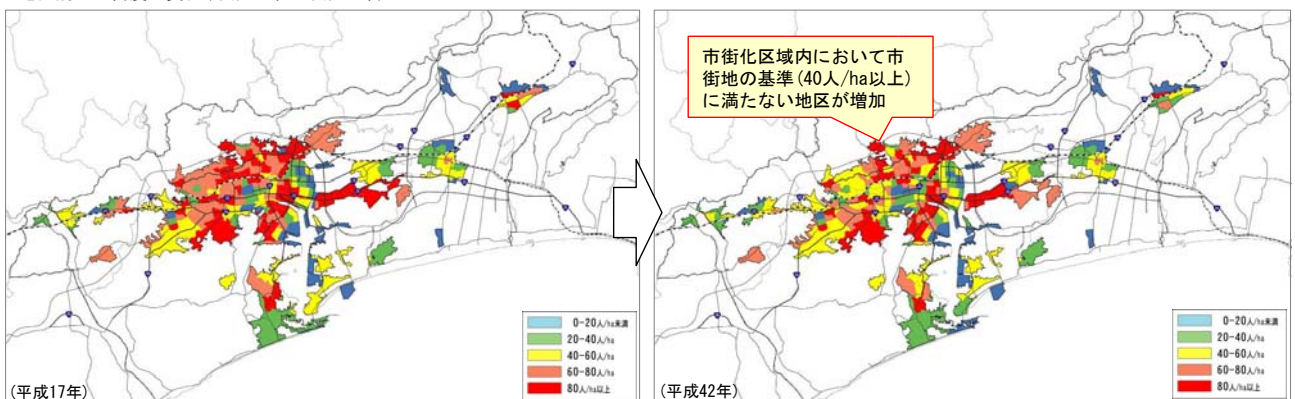 市街化区域内において市
街地の基準(40人/ha以上)
に満たない地区が増加
0-20人/ha未満
20-40人/ha
40-60人/ha
60-80人/ha
80人/ha以上
(平成17年)
0-20人/ha未満
20-40人/ha
40-60人/ha
60-80人/ha
80人/ha以上
(平成42年)